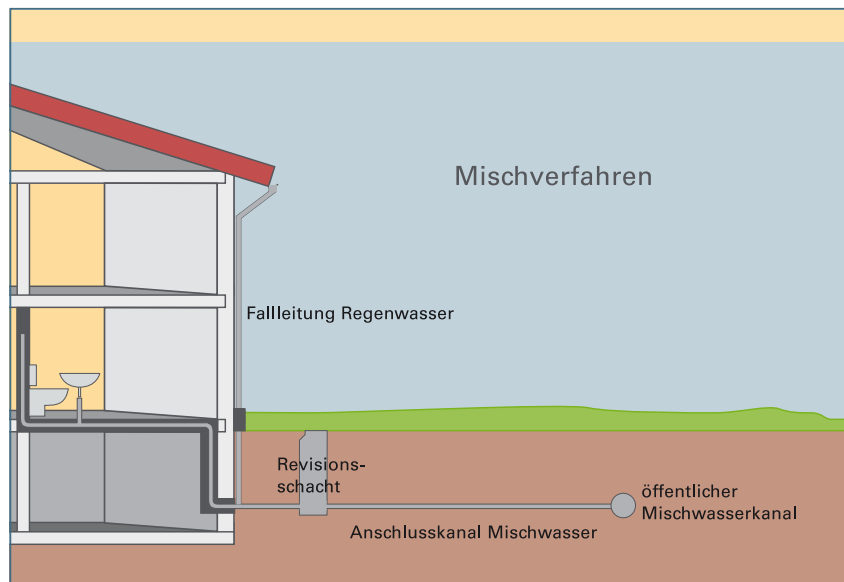 Mischverfahren
Fallleitung Regenwasser
Revisions-
schacht
öffentlicher
Mischwasserkanal
Anschlusskanal Mischwasser